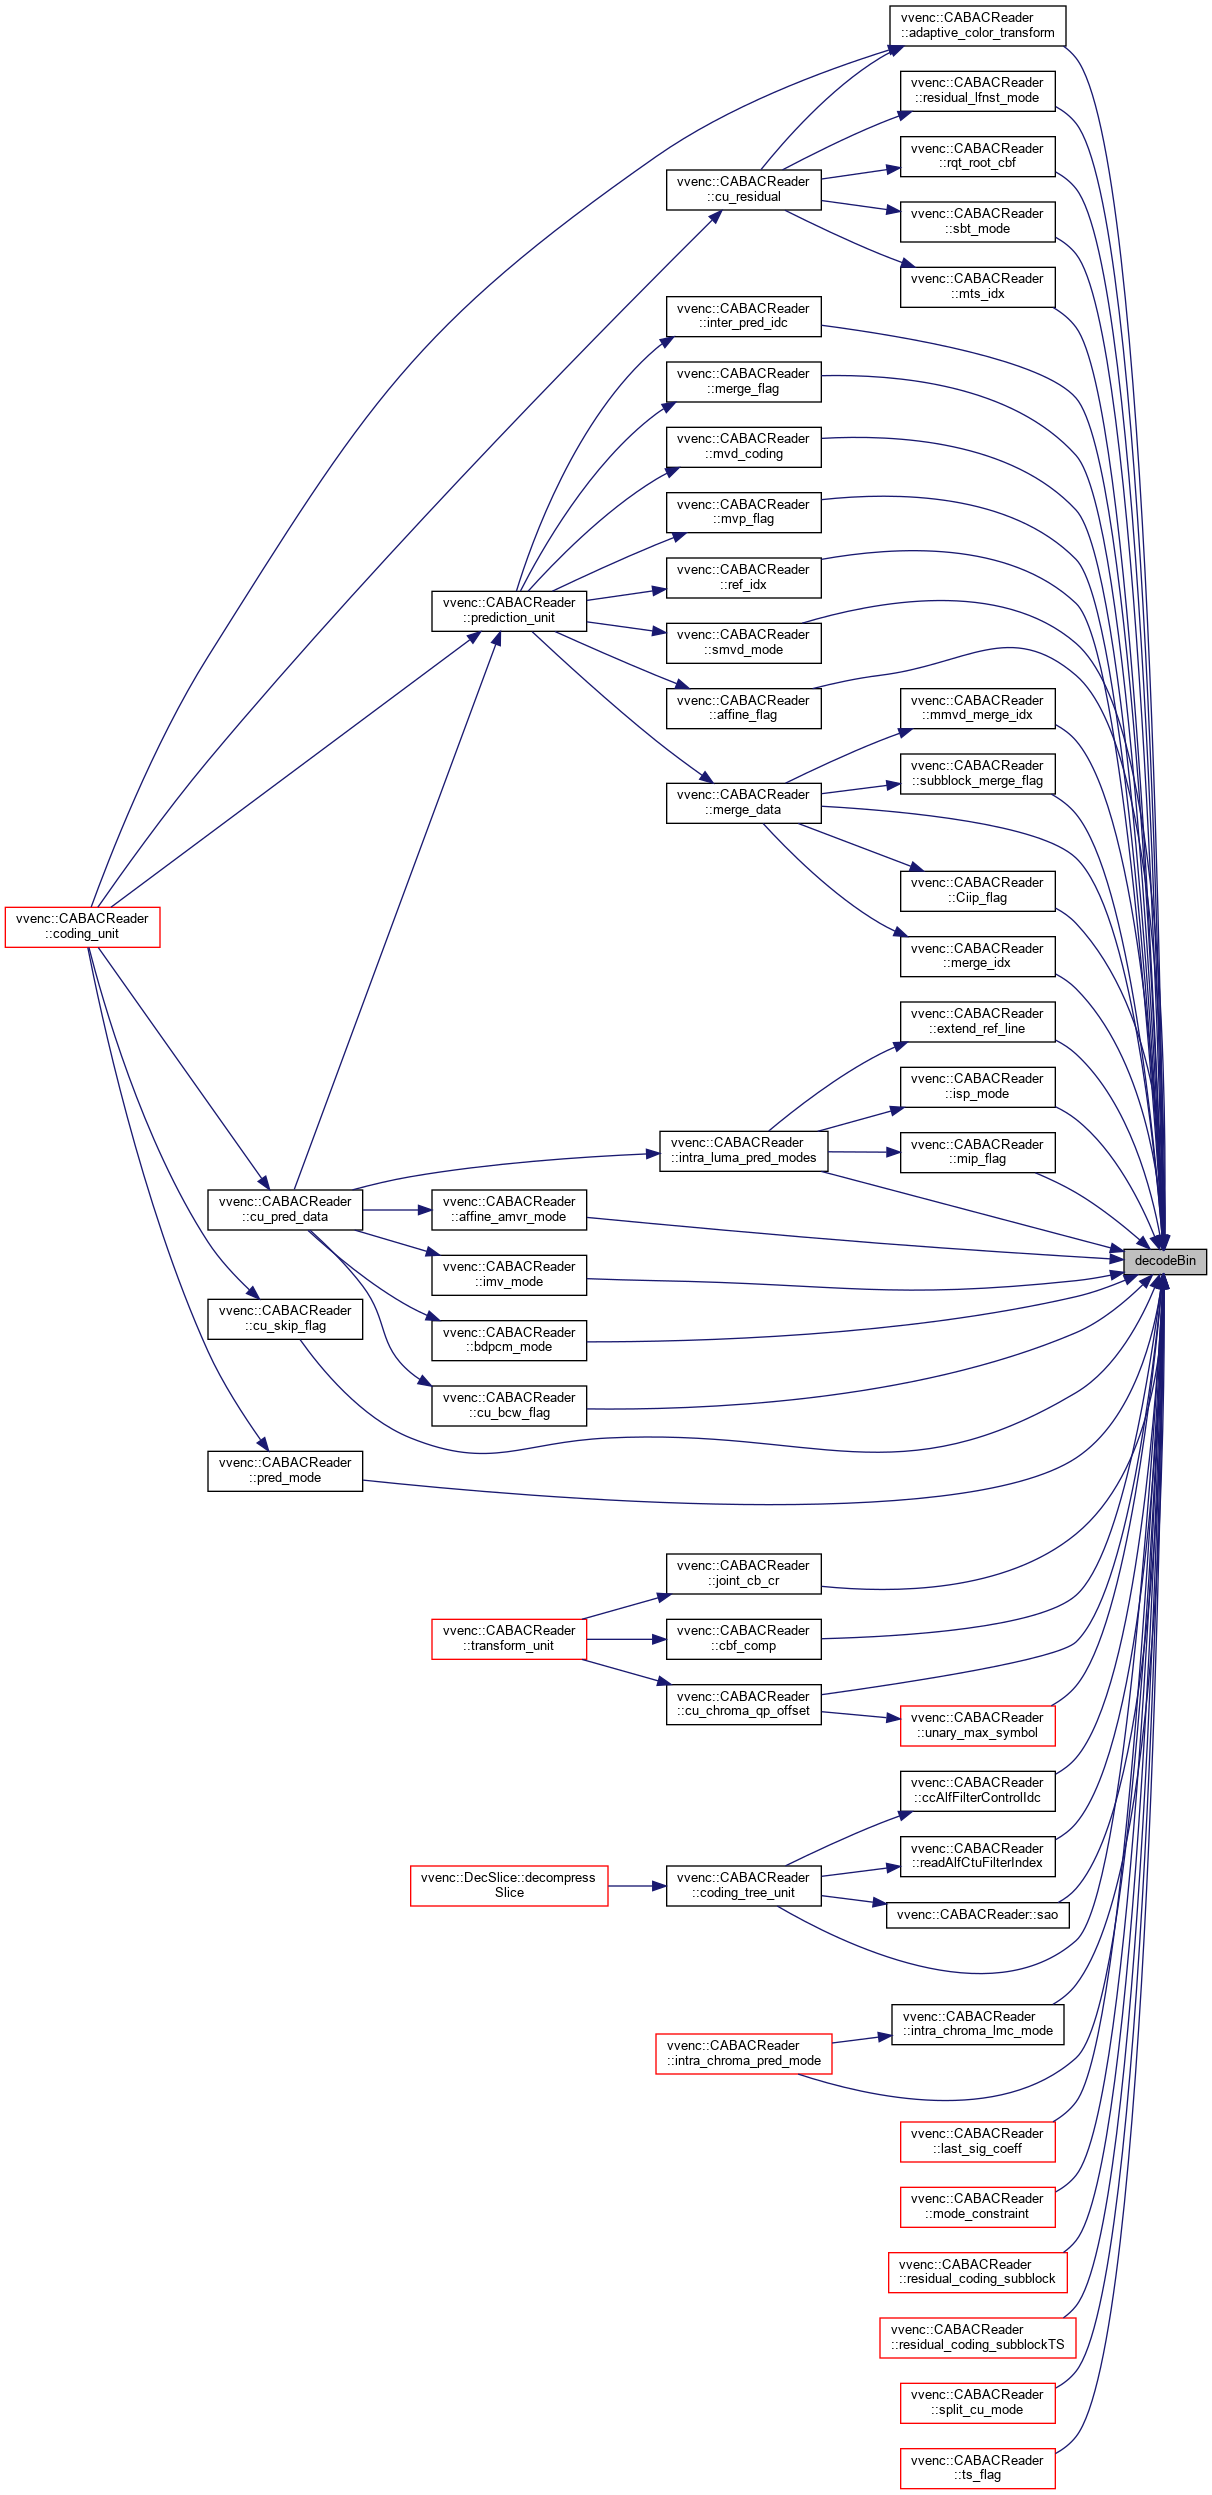 vvenc::CABACReader
::adaptive_color_transform
vvenc::CABACReader
::residual_lfnst_mode
vvenc::CABACReader
::rqt_root_cbf
vvenc::CABACReader
::cu_residual
vvenc::CABACReader
::sbt_mode
vvenc::CABACReader
::mts_idx
vvenc::CABACReader
::inter_pred_idc
vvenc::CABACReader
::merge_flag
vvenc::CABACReader
::mvd_coding
vvenc::CABACReader
::mvp_flag
vvenc::CABACReader
::ref_idx
vvenc::CABACReader
::prediction_unit
vvenc::CABACReader
::smvd_mode
vvenc::CABACReader
::affine_flag
vvenc::CABACReader
::mmvd_merge_idx
vvenc::CABACReader
::subblock_merge_flag
vvenc::CABACReader
::merge_data
vvenc::CABACReader
::Ciip_flag
vvenc::CABACReader
::coding_unit
vvenc::CABACReader
::merge_idx
vvenc::CABACReader
::extend_ref_line
vvenc::CABACReader
::isp_mode
vvenc::CABACReader
::intra_luma_pred_modes
vvenc::CABACReader
::mip_flag
vvenc::CABACReader
::cu_pred_data
vvenc::CABACReader
::affine_amvr_mode
decodeBin
vvenc::CABACReader
::imv_mode
vvenc::CABACReader
::cu_skip_flag
vvenc::CABACReader
::bdpcm_mode
vvenc::CABACReader
::cu_bcw_flag
vvenc::CABACReader
::pred_mode
vvenc::CABACReader
::joint_cb_cr
vvenc::CABACReader
::transform_unit
vvenc::CABACReader
::cbf_comp
vvenc::CABACReader
::cu_chroma_qp_offset
vvenc::CABACReader
::unary_max_symbol
vvenc::CABACReader
::ccAlfFilterControlIdc
vvenc::CABACReader
::readAlfCtuFilterIndex
vvenc::DecSlice::decompress
Slice
vvenc::CABACReader
::coding_tree_unit
vvenc::CABACReader::sao
vvenc::CABACReader
::intra_chroma_lmc_mode
vvenc::CABACReader
::intra_chroma_pred_mode
vvenc::CABACReader
::last_sig_coeff
vvenc::CABACReader
::mode_constraint
vvenc::CABACReader
::residual_coding_subblock
vvenc::CABACReader
::residual_coding_subblockTS
vvenc::CABACReader
::split_cu_mode
vvenc::CABACReader
::ts_flag